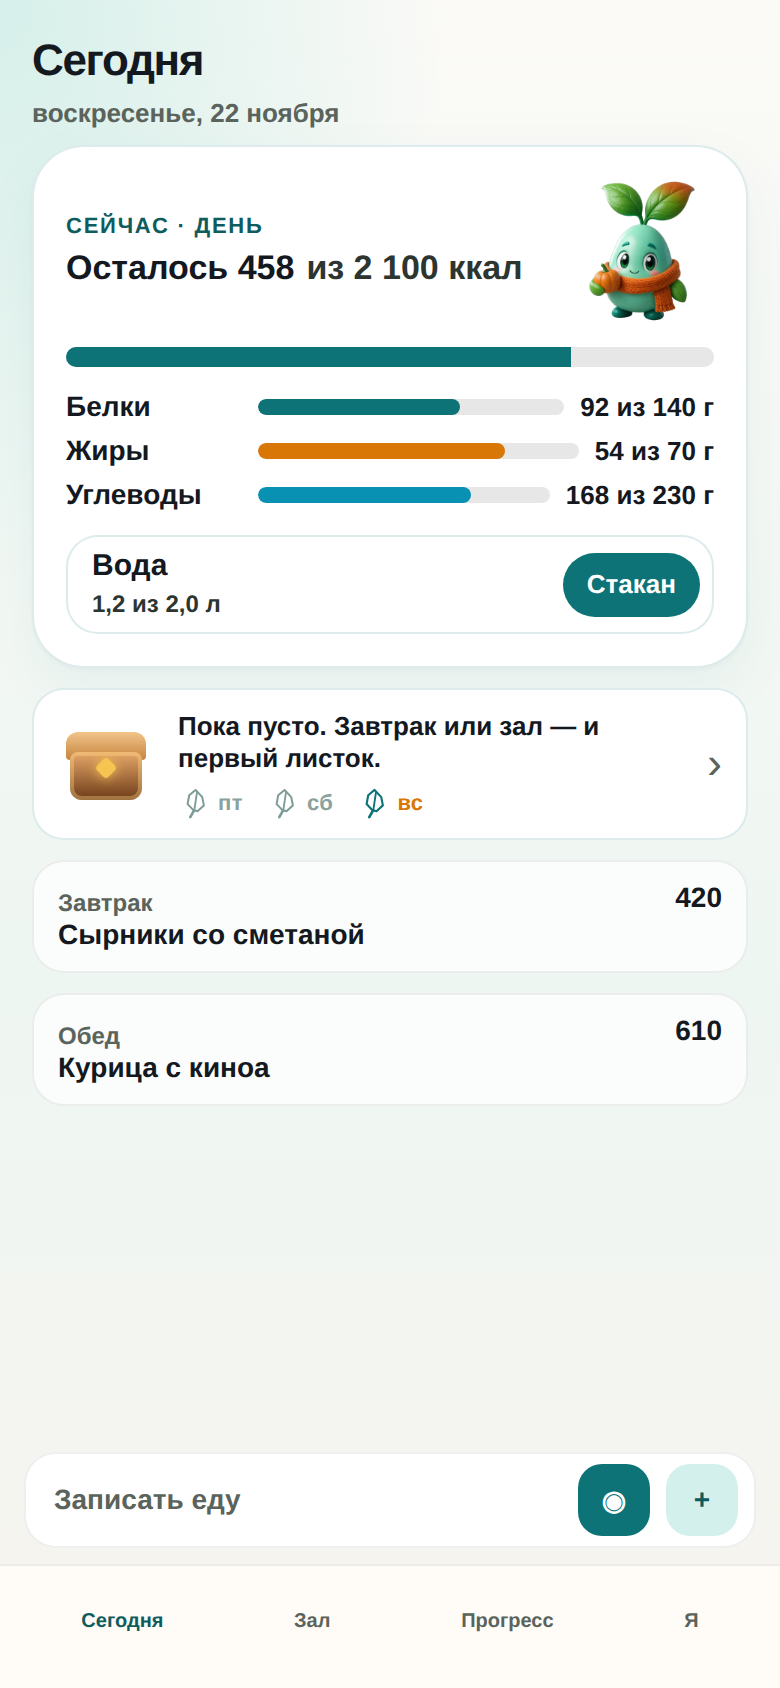 Сегодня
воскресенье, 22 ноября
СЕЙЧАС · ДЕНЬ
Осталось 458 из 2 100 ккал
Белки 92 из 140 г
Жиры 54 из 70 г
Углеводы 168 из 230 г
Вода
1,2 из 2,0 л
Стакан
Пока пусто. Завтрак или зал — и
первый листок.
пт сб вс
Завтрак
420
Сырники со сметаной
Обед
610
Курица с киноа
Записать еду
+
Сегодня Зал Прогресс Я